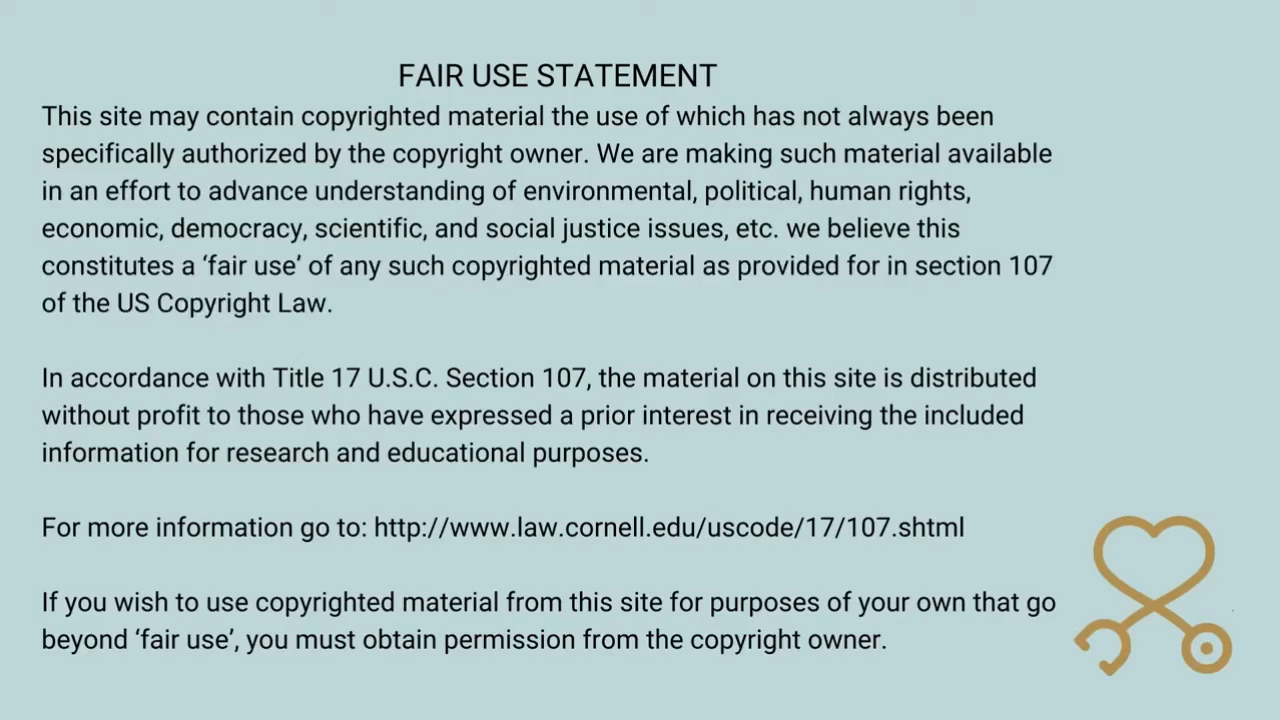 FAIR USE STATEMENT
This site may contain copyrighted material the use of which has not always been
specifically authorized by the copyright owner. We are making such material available
in an effort to advance understanding of environmental, political, human rights,
economic, democracy, scientific, and social justice issues, etc. we believe this
constitutes a ‘fair use’ of any such copyrighted material as provided for in section 107
of the US Copyright Law.
In accordance with Title 17 U.S.C. Section 107, the material on this site is distributed
without profit to those who have expressed a prior interest in receiving the included
information for research and educational purposes.
For more information go to: http://www.law.cornell.edu/uscode/17/107.shtml
If you wish to use copyrighted material from this site for purposes of your own that go
beyond ‘fair use’, you must obtain permission from the copyright owner.